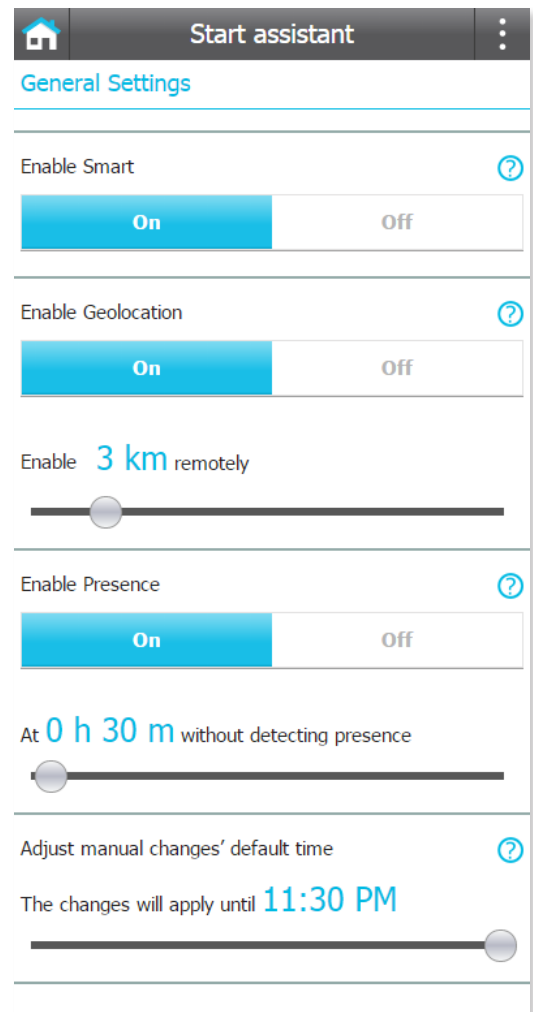 Start assistant
General Settings
Enable Smart ?
On Off
Enable Geolocation ?
On Off
Enable 3 km remotely
Enable Presence ?
On Off
At 0 h 30 m without detecting presence
Adjust manual changes' default time ?
The changes will apply until 11:30 PM